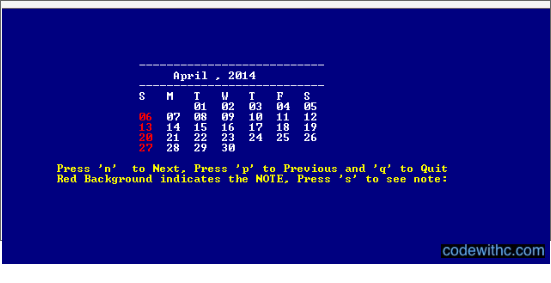 ---------------------------
April , 2014
---------------------------
S M T W T F S
01 02 03 04 05
06 07 08 09 10 11 12
13 14 15 16 17 18 19
20 21 22 23 24 25 26
27 28 29 30
Press 'n'  to Next, Press 'p' to Previous and 'q' to Quit
Red Background indicates the NOTE, Press 's' to see note:
codewithc.com